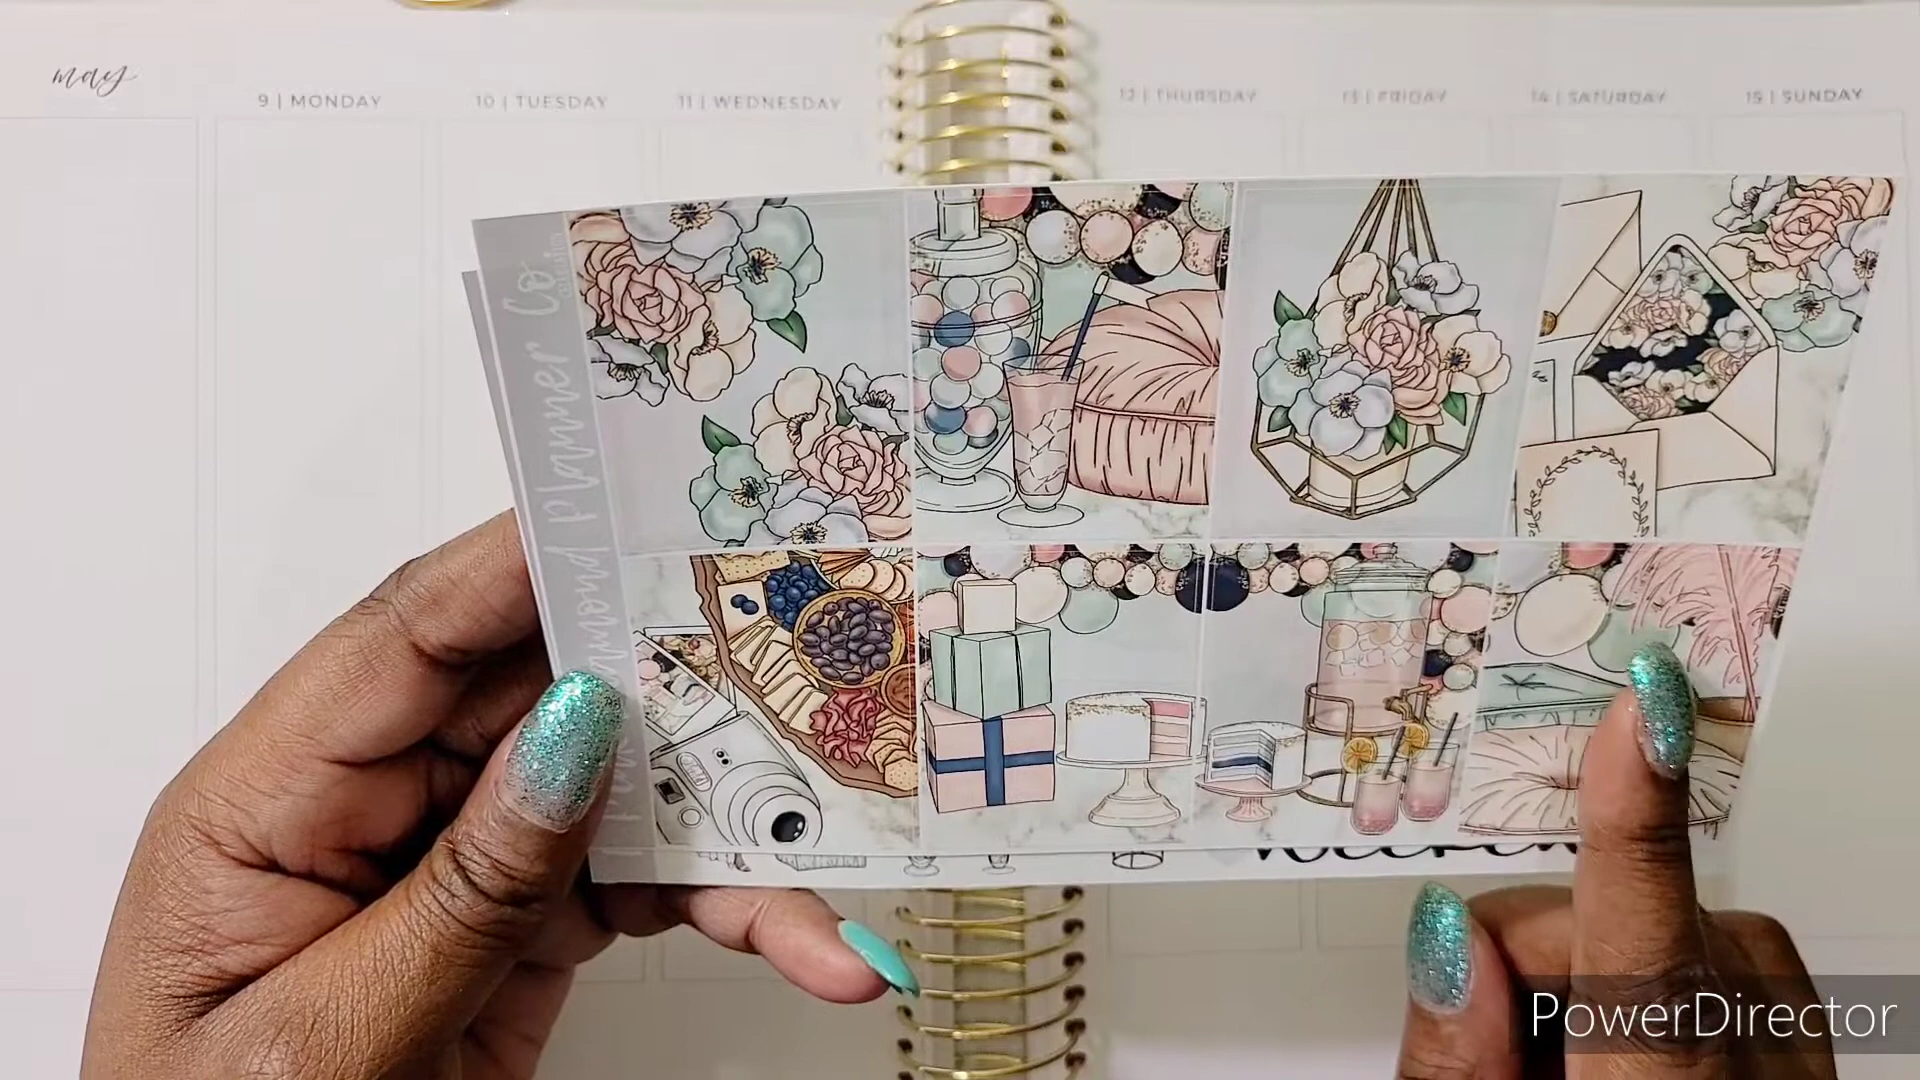 may
9 | MONDAY
10 | TUESDAY
11 | WEDNESDAY
12 | THURSDAY
13 | FRIDAY
14 | SATURDAY
15 | SUNDAY
Planner Co.
PowerDirector